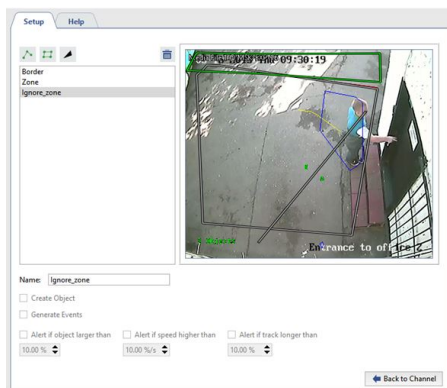 Setup Help
Border
Zone
Ignore_zone
09:30:19
Entrance to office 2
Name: Ignore_zone
Create Object
Generate Events
Alert if object larger than Alert if speed higher than Alert if track longer than
10.00 % 10.00 %/s 10.00 %
Back to Channel